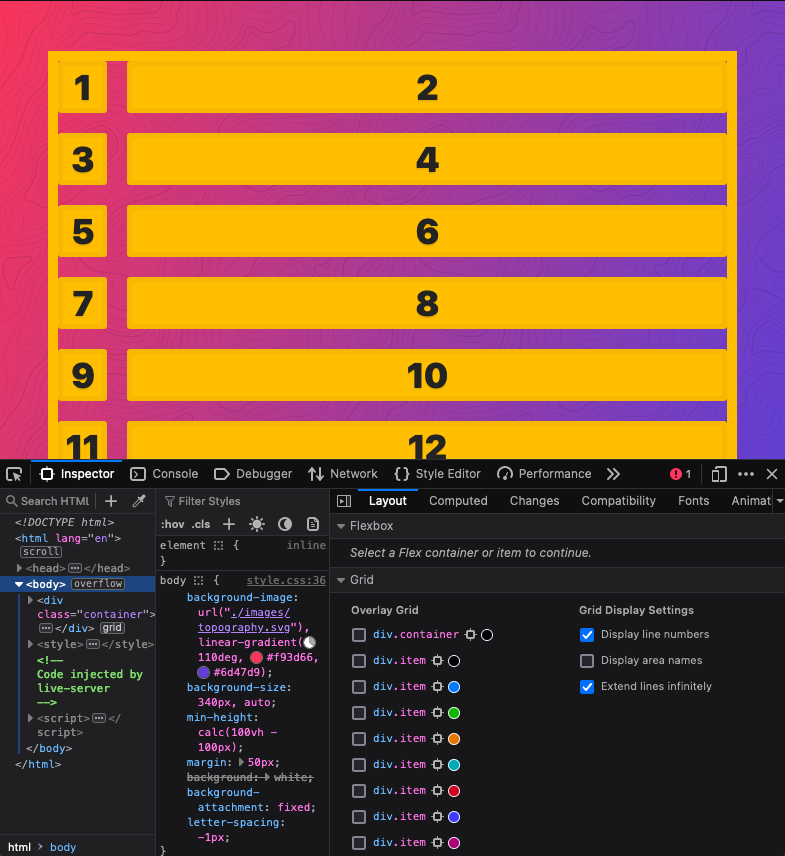 1 2
3 4
5 6
7 8
9 10
11 12
Inspector Console Debugger Network Style Editor Performance 1
Search HTML
<!DOCTYPE html>
<html lang="en">
scroll
<head> </head>
<body> overflow
<div
class="container">
</div> grid
<style> </style>
<!--
Code injected by
live-server
-->
<script> </
script>
</body>
</html>
html > body
Filter Styles
:hov .cls
element { inline
}
body { style.css:36
background-image:
url("./images/
topography.svg"),
linear-gradient(
110deg, #f93d66,
#6d47d9);
background-size:
340px, auto;
min-height:
calc(100vh -
100px);
margin: 50px;
background: white;
background-
attachment: fixed;
letter-spacing:
-1px;
}
Layout Computed Changes Compatibility Fonts Animat
Flexbox
Select a Flex container or item to continue.
Grid
Overlay Grid
div.container
div.item
div.item
div.item
div.item
div.item
div.item
div.item
div.item
Grid Display Settings
Display line numbers
Display area names
Extend lines infinitely